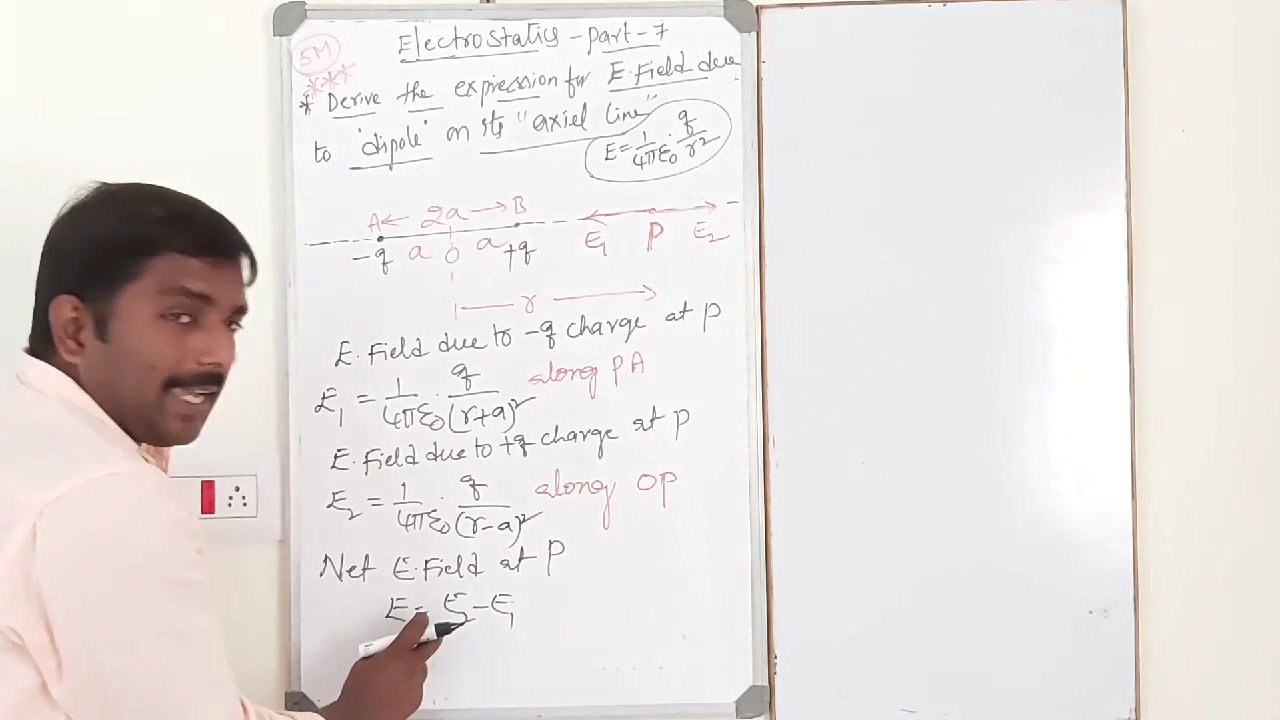 Electrostatics - part - 7
5M
***
* Derive the expression for E.Field due
to "dipole" on its "axial line"
E = 1/4πε₀ · q/r²
A ← 2a → B
-q a O a +q E₁ P E₂
r
E.Field due to -q charge at P
E₁ = 1/4πε₀ · q/(r+a)² along PA
E.Field due to +q charge at P
E₂ = 1/4πε₀ · q/(r-a)² along OP
Net E.Field at P
E = E₂ - E₁